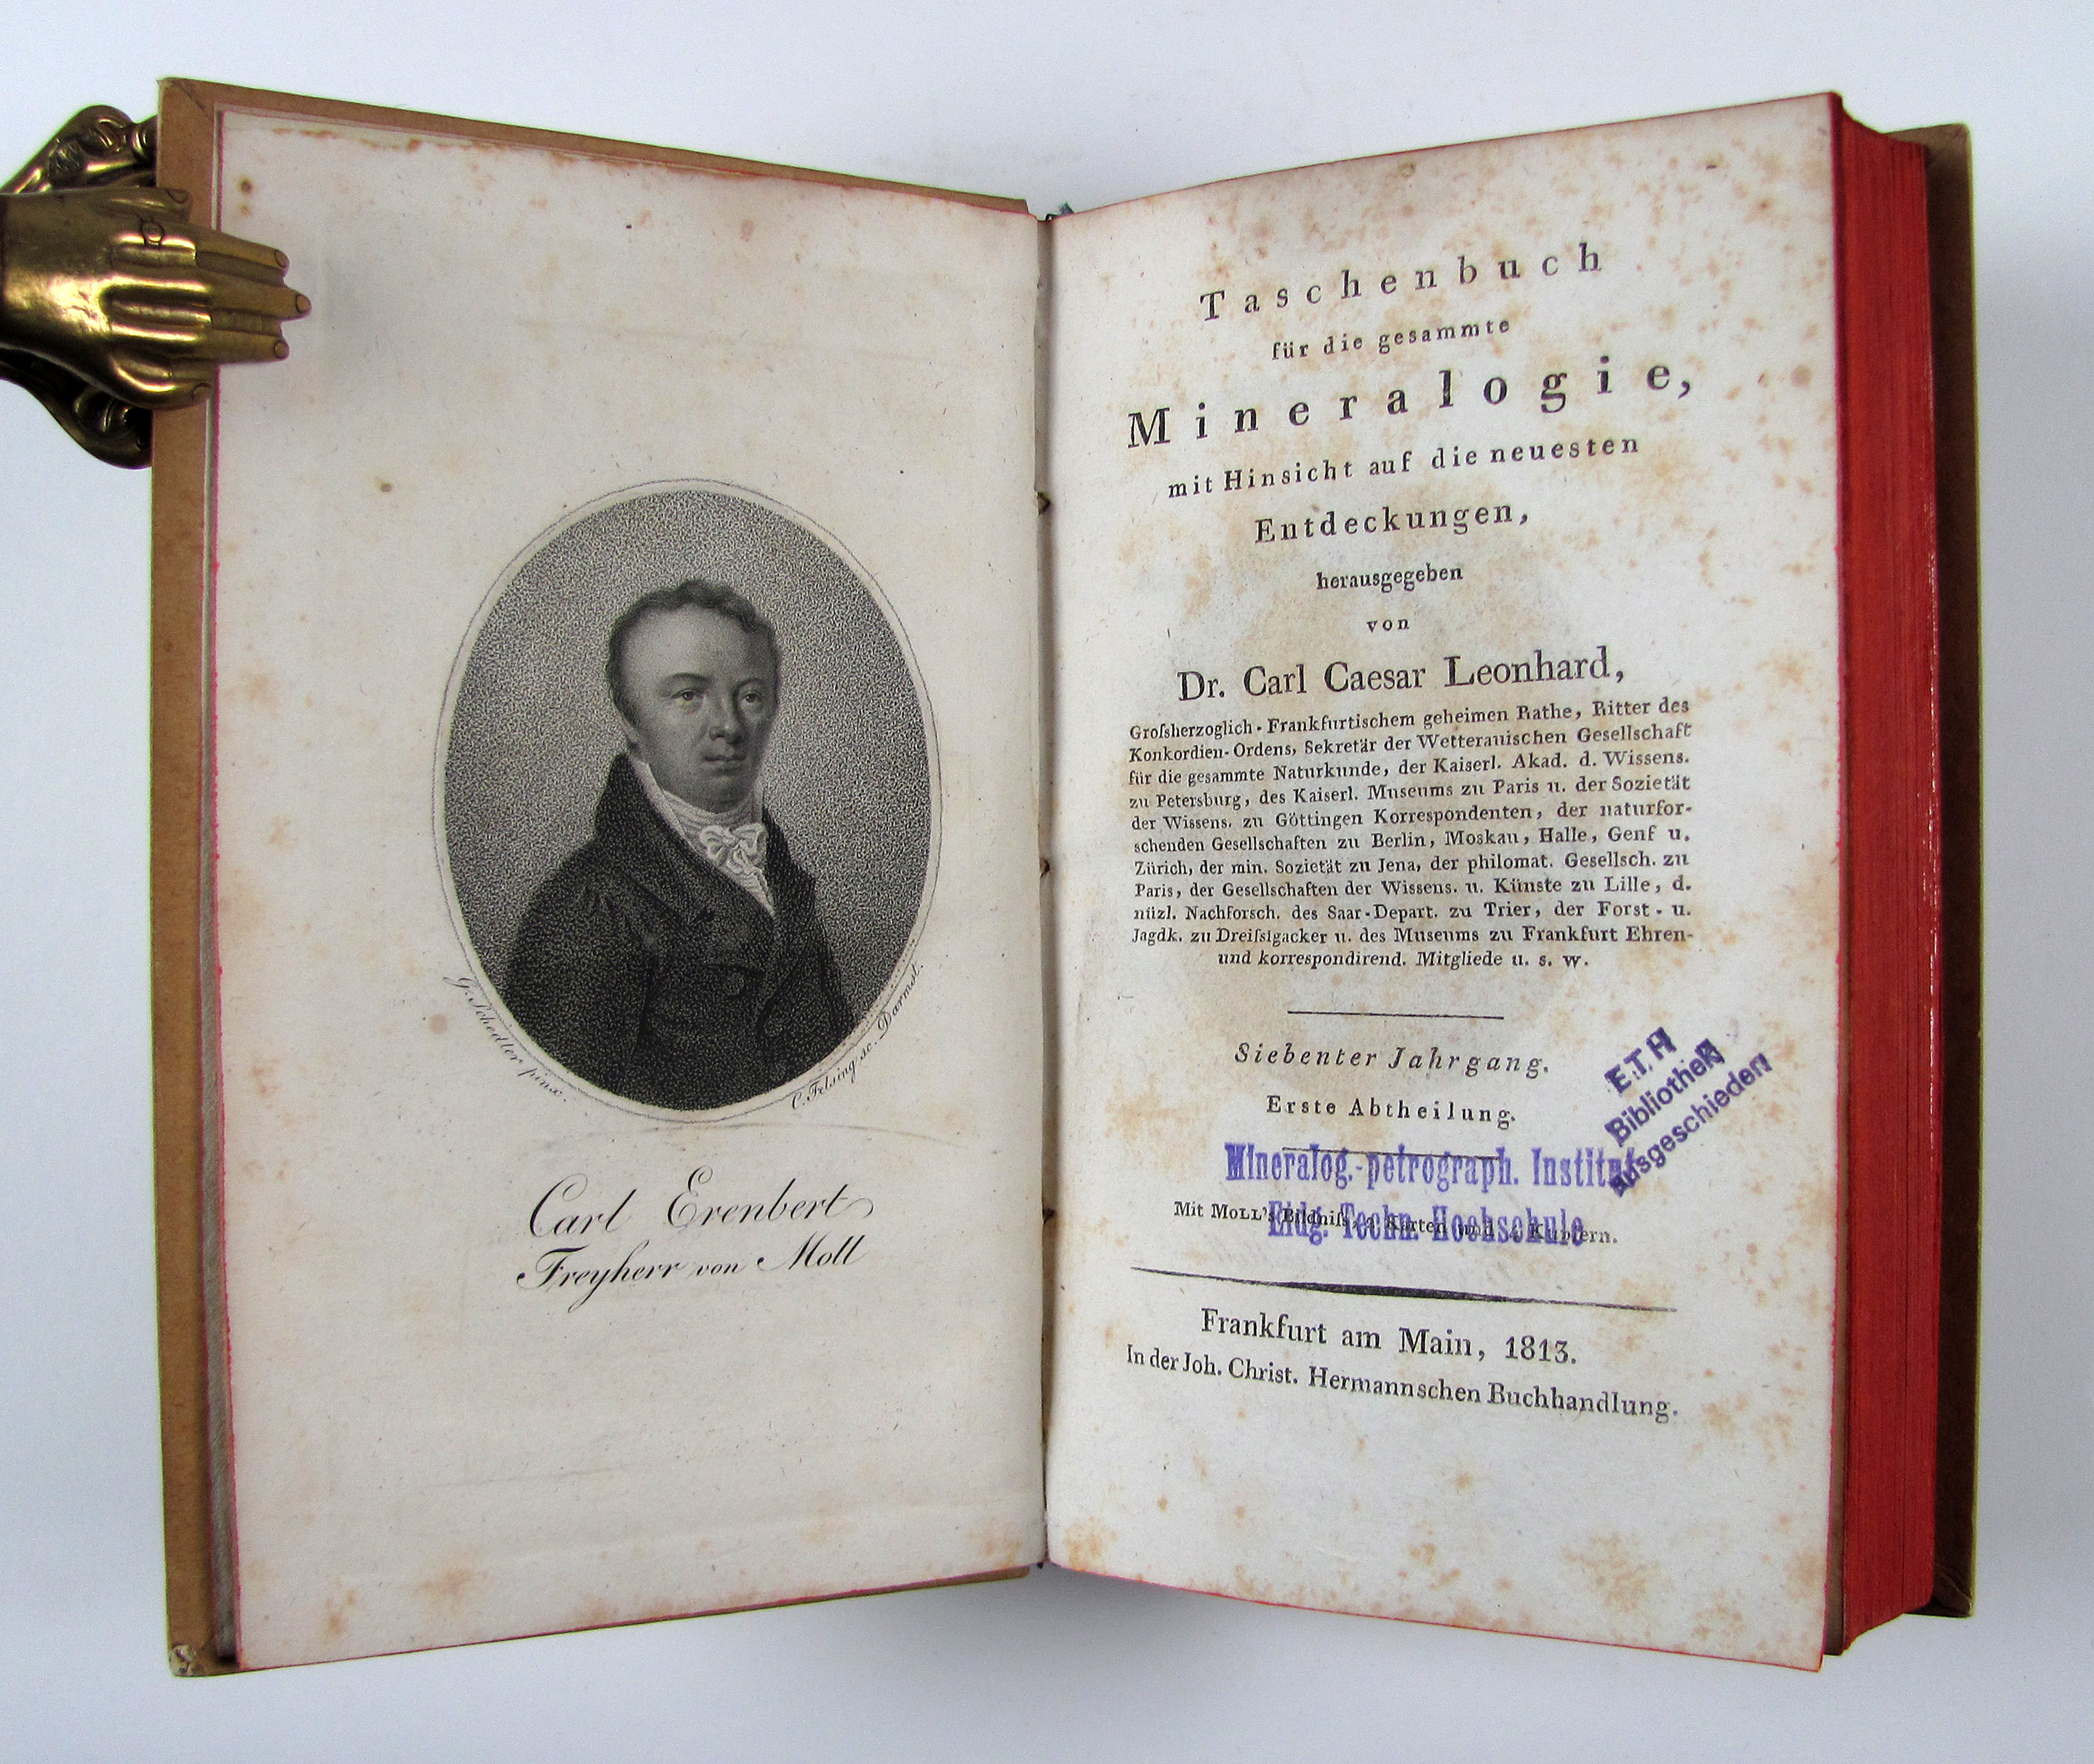 G. Schedler pinx.
C. Felsing sc. Darmst.
Carl Erenbert
Freyherr von Moll
Taschenbuch
für die gesammte
Mineralogie,
mit Hinsicht auf die neuesten
Entdeckungen,
herausgegeben
von
Dr. Carl Caesar Leonhard,
Groſsherzoglich-Frankfurtischem geheimen Rathe, Ritter des
Konkordien-Ordens, Sekretär der Wetterauischen Gesellschaft
für die gesammte Naturkunde, der Kaiserl. Akad. d. Wissens.
zu Petersburg, des Kaiserl. Museums zu Paris u. der Sozietät
der Wissens. zu Göttingen Korrespondenten, der naturfor-
schenden Gesellschaften zu Berlin, Moskau, Halle, Genf u.
Zürich, der min. Sozietät zu Jena, der philomat. Gesellsch. zu
Paris, der Gesellschaften der Wissens. u. Künste zu Lille, d.
nüzl. Nachforsch. des Saar-Depart. zu Trier, der Forst- u.
Jagdk. zu Dreiſsigacker u. des Museums zu Frankfurt Ehren-
und korrespondirend. Mitgliede u. s. w.
Siebenter Jahrgang.
Erste Abtheilung.
E.T.H
Bibliothek
Ausgeschieden
Mineralog.-petrograph. Institut
Eidg. Techn. Hochschule
Mit MOLL's Bildniſs, Karten und Kupfern.
Frankfurt am Main, 1813.
In der Joh. Christ. Hermannschen Buchhandlung.